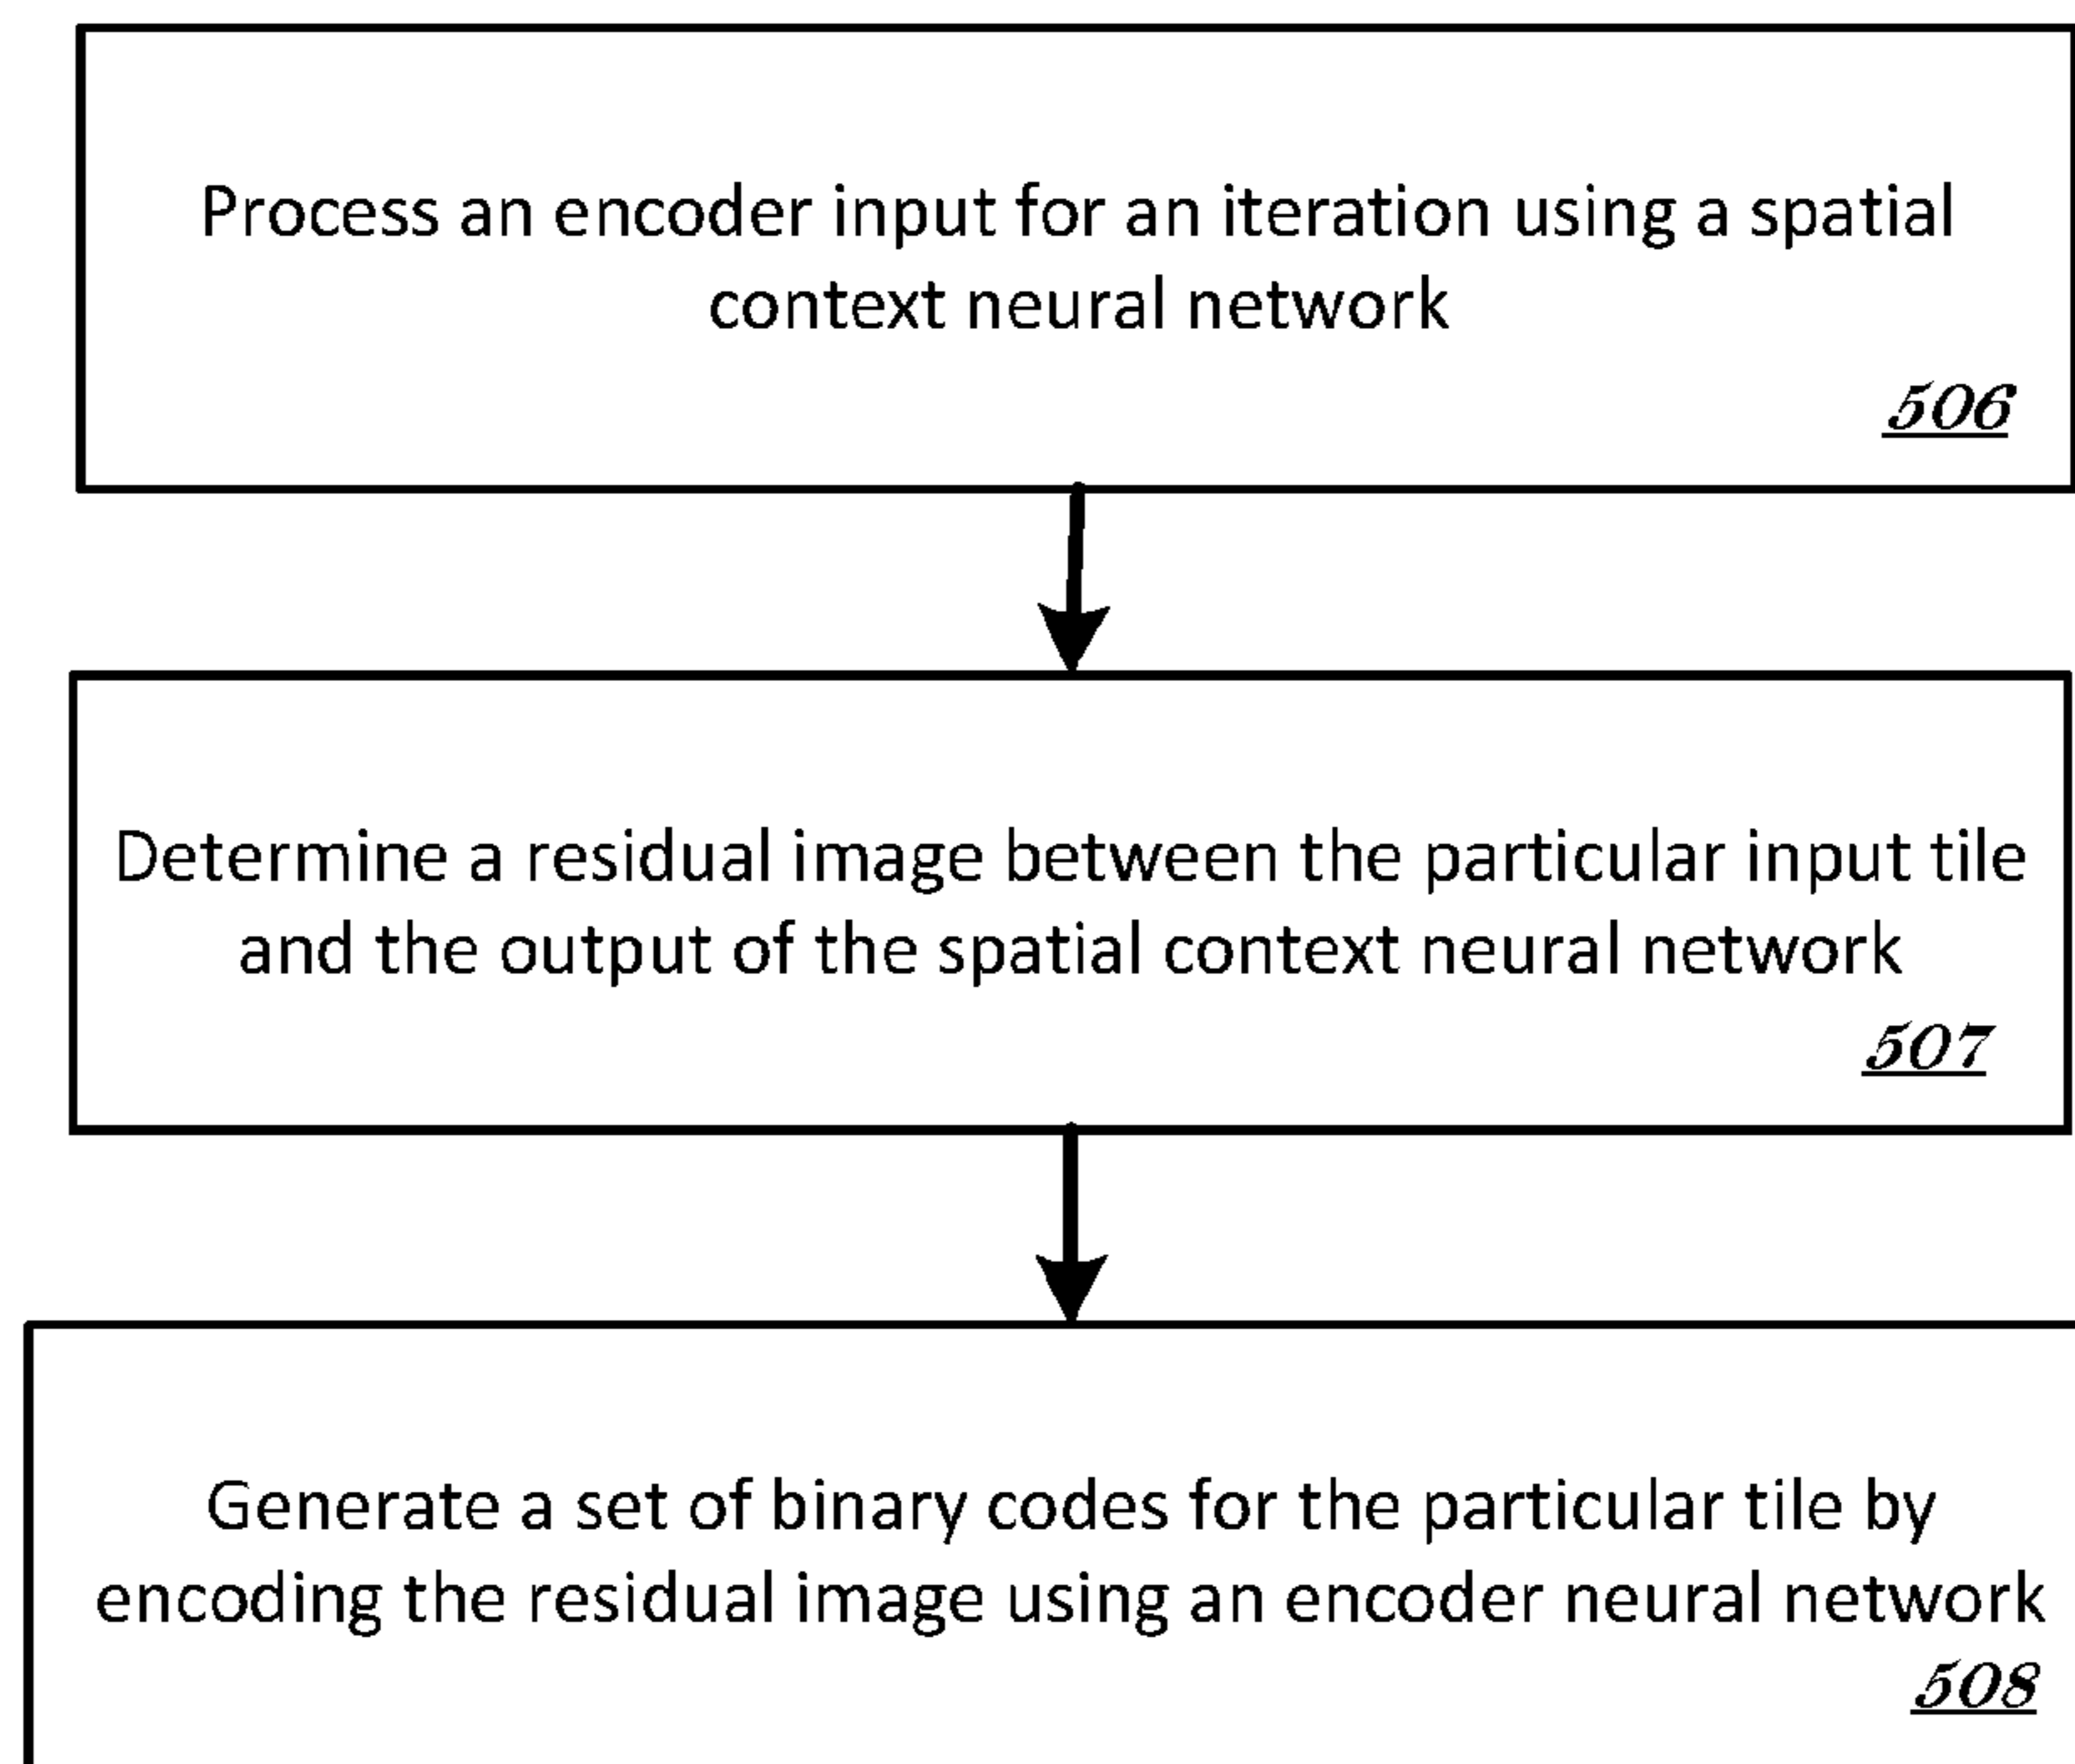 Process an encoder input for an iteration using a spatial
context neural network
506
Determine a residual image between the particular input tile
and the output of the spatial context neural network
507
Generate a set of binary codes for the particular tile by
encoding the residual image using an encoder neural network
508